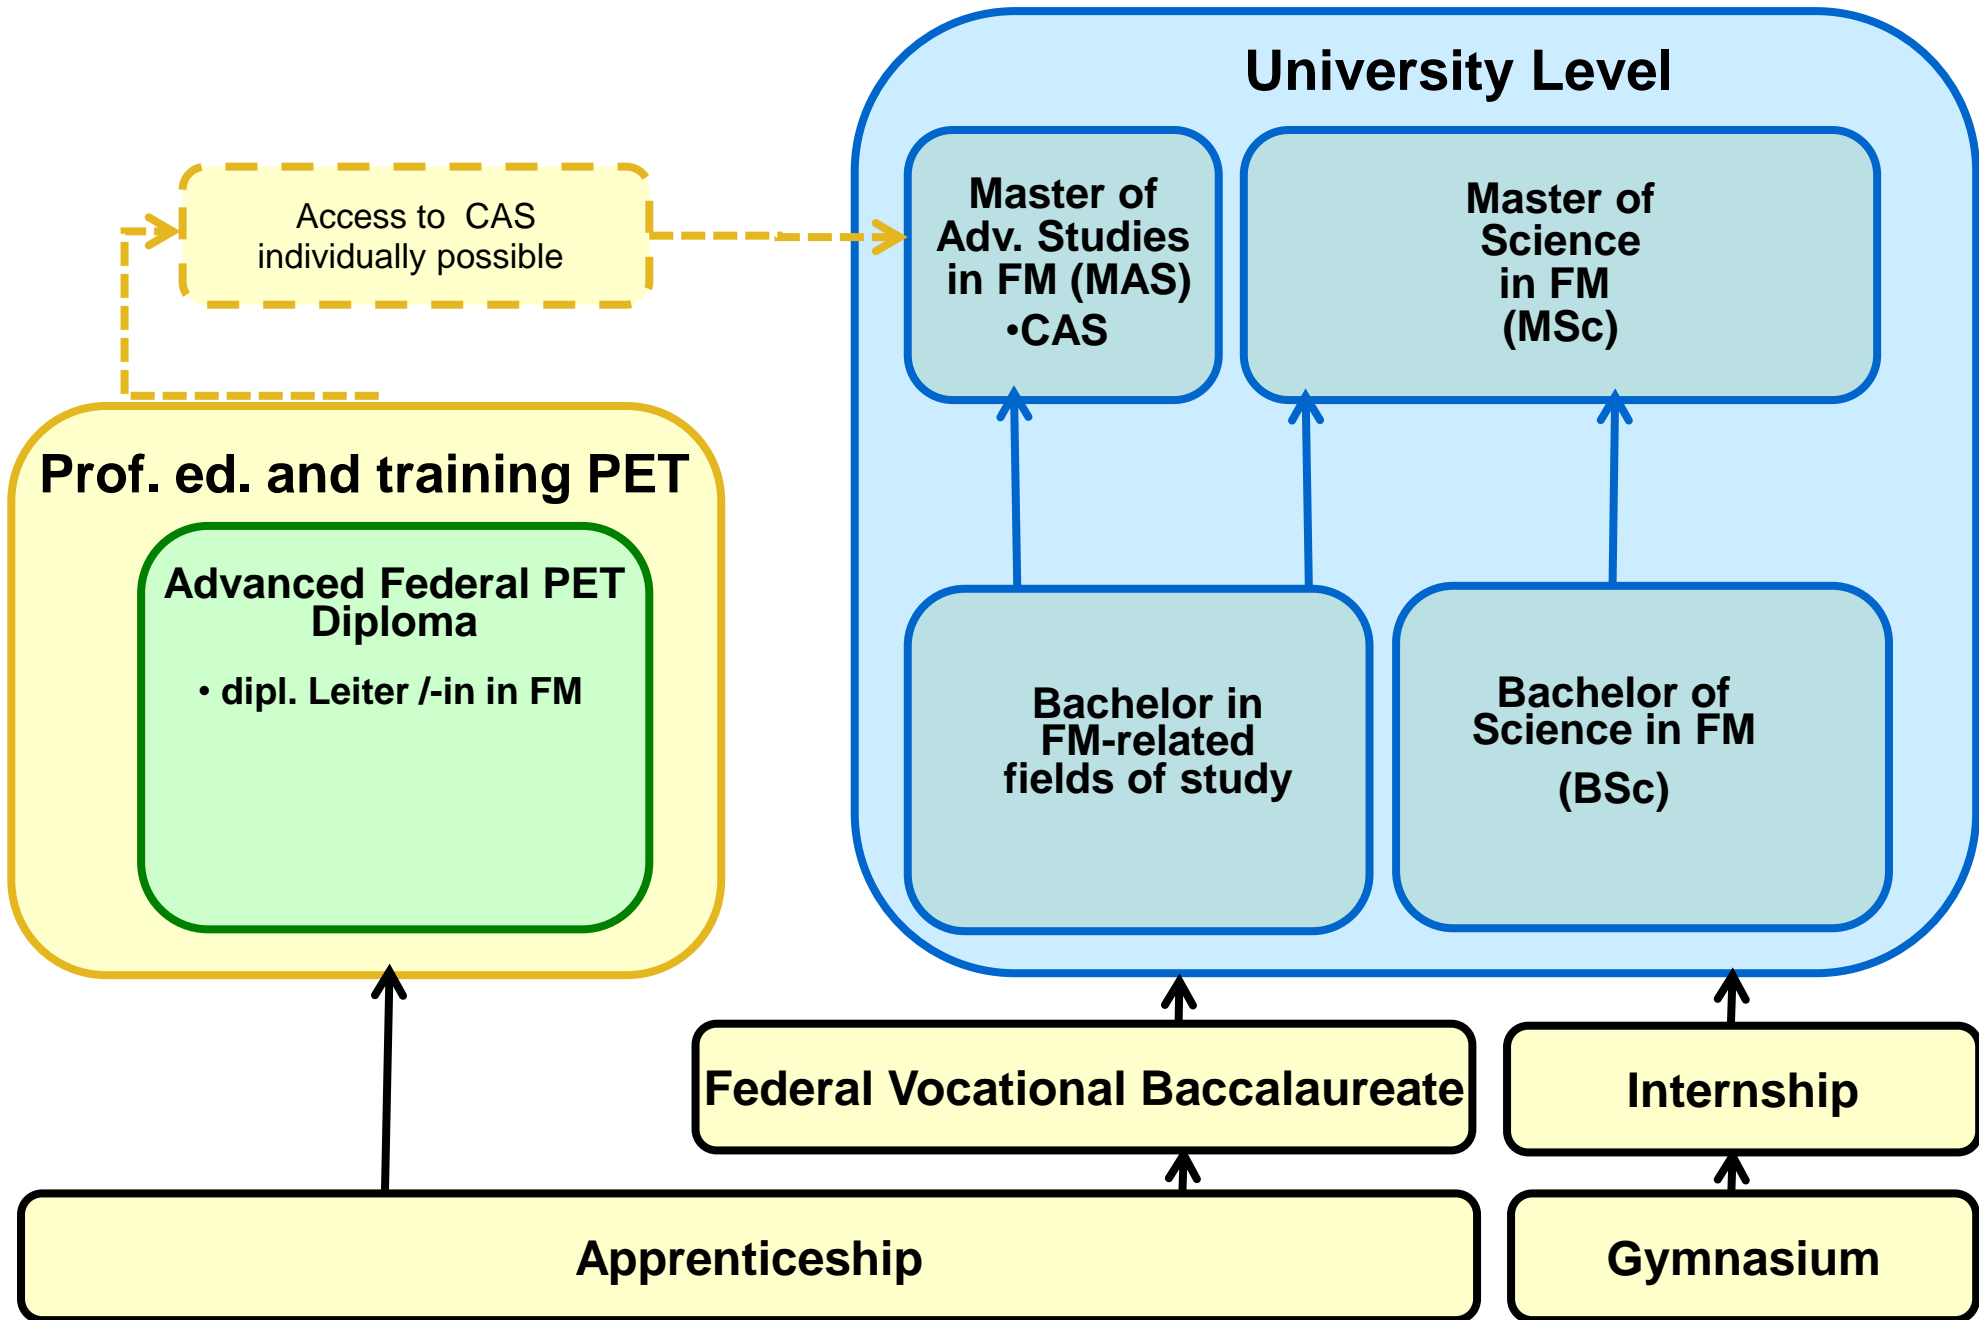 University Level
Access to CAS
individually possible
Master of
Adv. Studies
in FM (MAS)
•CAS
Master of
Science
in FM
(MSc)
Prof. ed. and training PET
Advanced Federal PET
Diploma
• dipl. Leiter /-in in FM
Bachelor in
FM-related
fields of study
Bachelor of
Science in FM
(BSc)
Federal Vocational Baccalaureate
Internship
Apprenticeship
Gymnasium